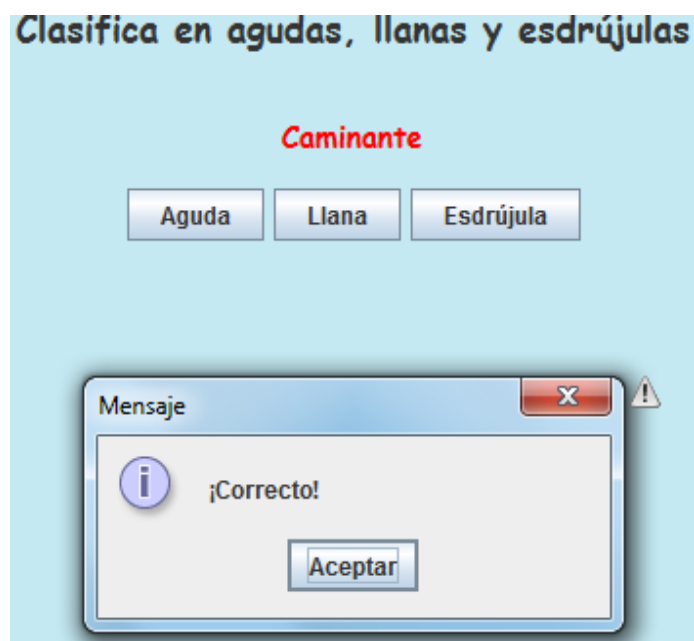 Clasifica en agudas, llanas y esdrújulas
Caminante
Aguda Llana Esdrújula
Mensaje
¡Correcto!
Aceptar